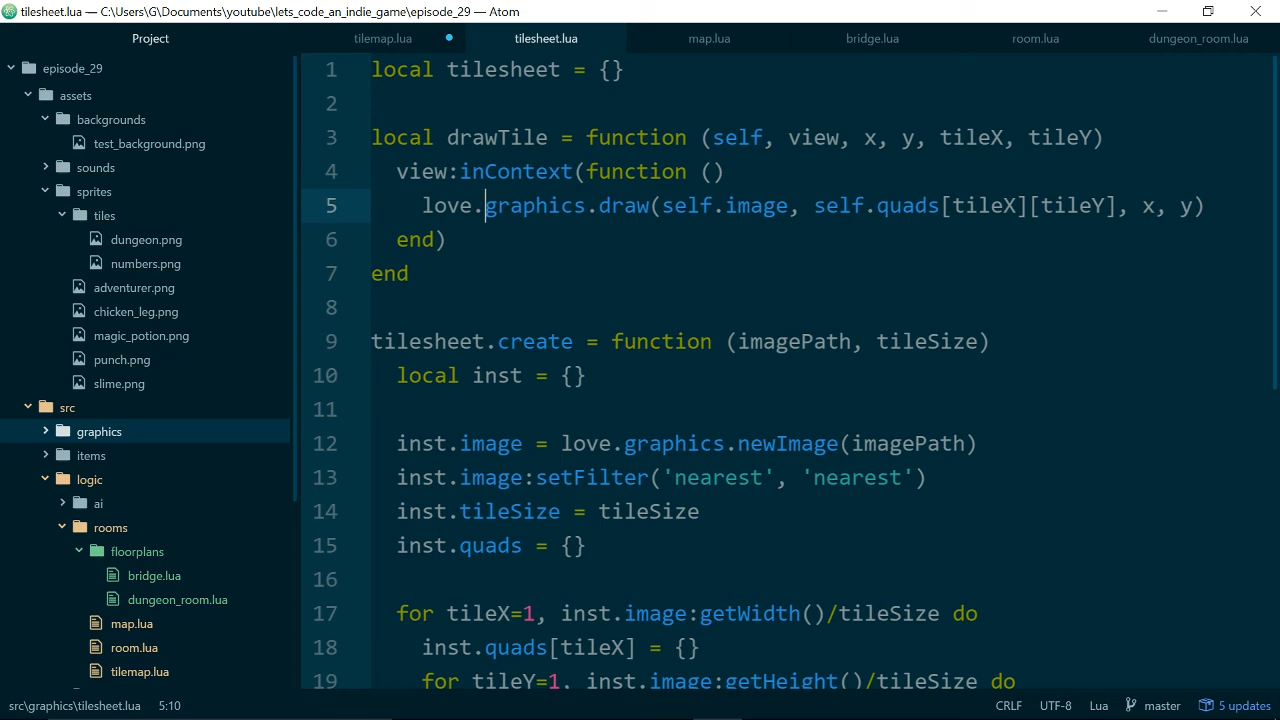 tilesheet.lua — C:\Users\G\Documents\youtube\lets_code_an_indie_game\episode_29 — Atom
Project
tilemap.lua
tilesheet.lua
map.lua
bridge.lua
room.lua
dungeon_room.lua
episode_29
assets
backgrounds
test_background.png
sounds
sprites
tiles
dungeon.png
numbers.png
adventurer.png
chicken_leg.png
magic_potion.png
punch.png
slime.png
src
graphics
items
logic
ai
rooms
floorplans
bridge.lua
dungeon_room.lua
map.lua
room.lua
tilemap.lua
1 local tilesheet = {}
2
3 local drawTile = function (self, view, x, y, tileX, tileY)
4 view:inContext(function ()
5 love.graphics.draw(self.image, self.quads[tileX][tileY], x, y)
6 end)
7 end
8
9 tilesheet.create = function (imagePath, tileSize)
10 local inst = {}
11
12 inst.image = love.graphics.newImage(imagePath)
13 inst.image:setFilter('nearest', 'nearest')
14 inst.tileSize = tileSize
15 inst.quads = {}
16
17 for tileX=1, inst.image:getWidth()/tileSize do
18 inst.quads[tileX] = {}
19 for tileY=1, inst.image:getHeight()/tileSize do
src\graphics\tilesheet.lua 5:10 CRLF UTF-8 Lua master 5 updates